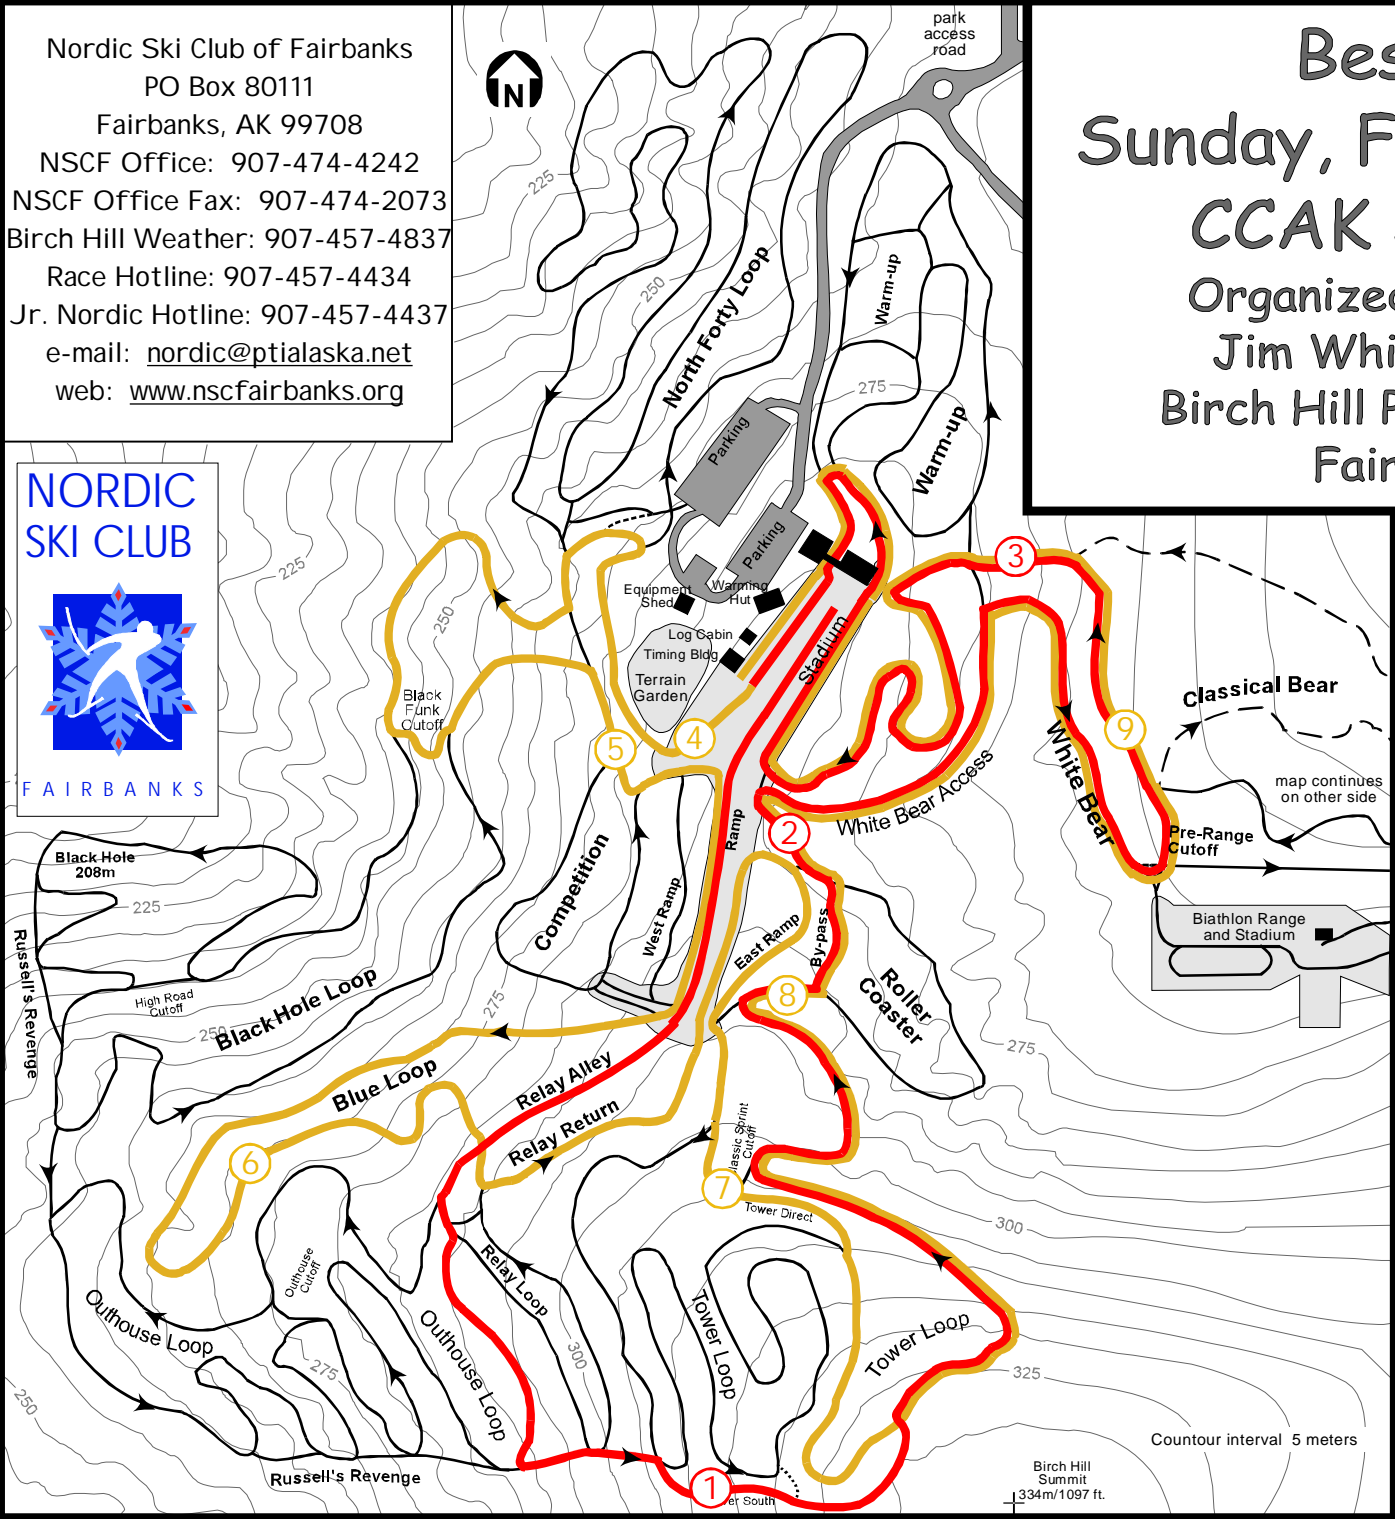 Nordic Ski Club of Fairbanks
PO Box 80111
Fairbanks, AK 99708
NSCF Office: 907-474-4242
NSCF Office Fax: 907-474-2073
Birch Hill Weather: 907-457-4837
Race Hotline: 907-457-4434
Jr. Nordic Hotline: 907-457-4437
e-mail: nordic@ptialaska.net
web: www.nscfairbanks.org
N
park
access
road
Bes
Sunday, F
CCAK
Organized
Jim Whi
Birch Hill P
Fair
NORDIC
SKI CLUB
FAIRBANKS
225
250
North Forty Loop
Warm-up
275
Warm-up
Parking
Parking
225
250
Equipment
Shed
Warming
Hut
Log Cabin
Timing Bldg
Terrain
Garden
Stadium
3
Black
Funk
Cutoff
5
4
9
Classical Bear
White Bear
map continues
on other side
White Bear Access
2
Ramp
Pre-Range
Cutoff
Black Hole
208m
225
Competition
West Ramp
East Ramp
By-pass
Biathlon Range
and Stadium
Russell's Revenge
High Road
Cutoff
Black Hole Loop
250
275
8
Roller
Coaster
275
Blue Loop
Relay Alley
Relay Return
6
Classic Sprint
Cutoff
7
Tower Direct
300
Outhouse
Cutoff
Relay Loop
Outhouse Loop
Outhouse Loop
275
300
Tower Loop
Tower Loop
325
250
Countour interval 5 meters
Russell's Revenge
1
er South
Birch Hill
Summit
334m/1097 ft.